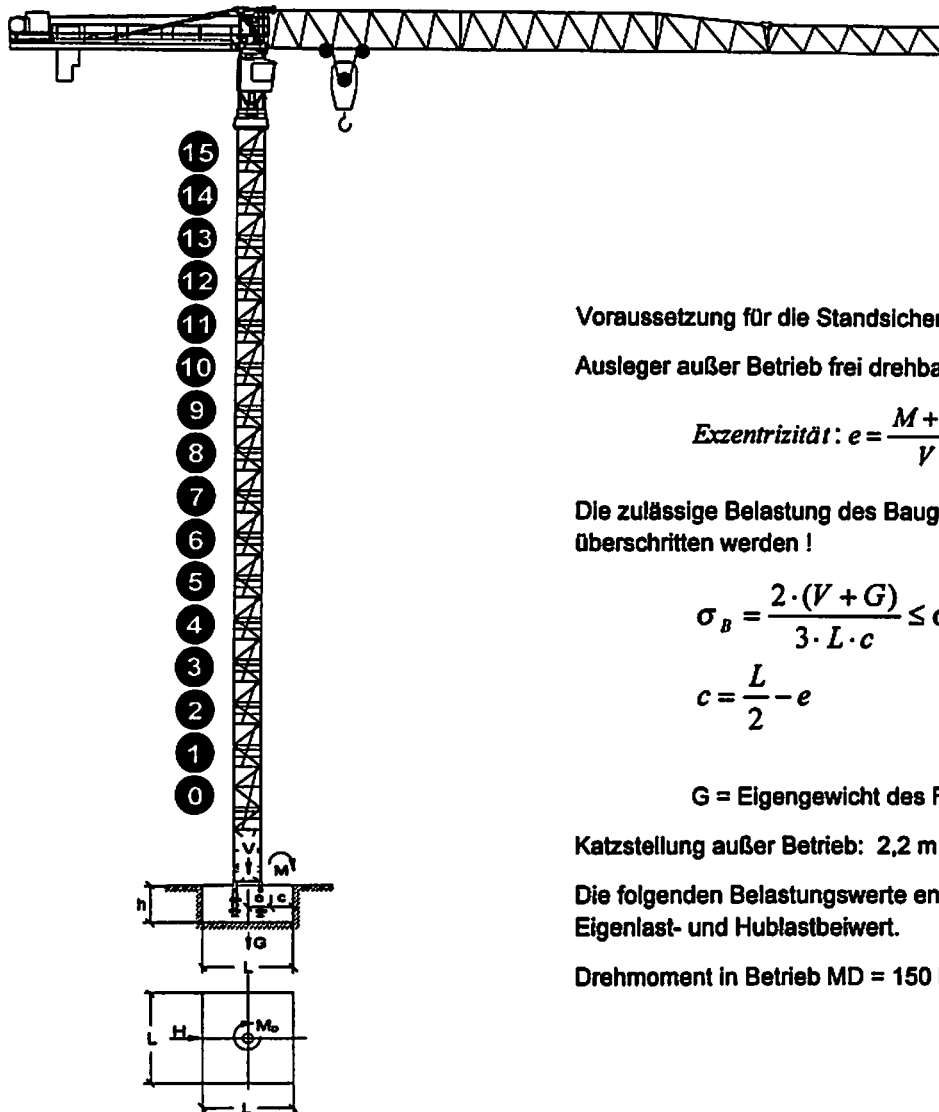 15
14
13
12
11
10
9
8
7
6
5
4
3
2
1
0
V
M
h
e c
G
L
H
M_D
L
L
Voraussetzung für die Standsicher
Ausleger außer Betrieb frei drehba
Exzentrizität: e = M + / V
Die zulässige Belastung des Baug
überschritten werden !
σ_B = 2·(V + G) / 3·L·c ≤ σ
c = L / 2 − e
G = Eigengewicht des F
Katzstellung außer Betrieb: 2,2 m
Die folgenden Belastungswerte en
Eigenlast- und Hublastbeiwert.
Drehmoment in Betrieb MD = 150